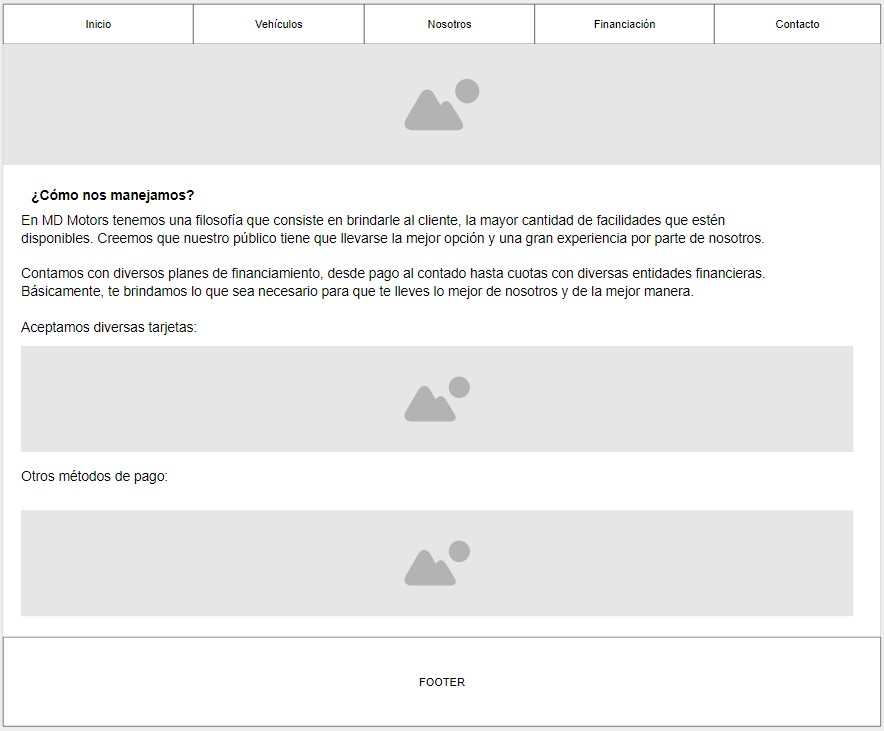 Inicio
Vehículos
Nosotros
Financiación
Contacto
¿Cómo nos manejamos?
En MD Motors tenemos una filosofía que consiste en brindarle al cliente, la mayor cantidad de facilidades que estén
disponibles. Creemos que nuestro público tiene que llevarse la mejor opción y una gran experiencia por parte de nosotros.
Contamos con diversos planes de financiamiento, desde pago al contado hasta cuotas con diversas entidades financieras.
Básicamente, te brindamos lo que sea necesario para que te lleves lo mejor de nosotros y de la mejor manera.
Aceptamos diversas tarjetas:
Otros métodos de pago:
FOOTER